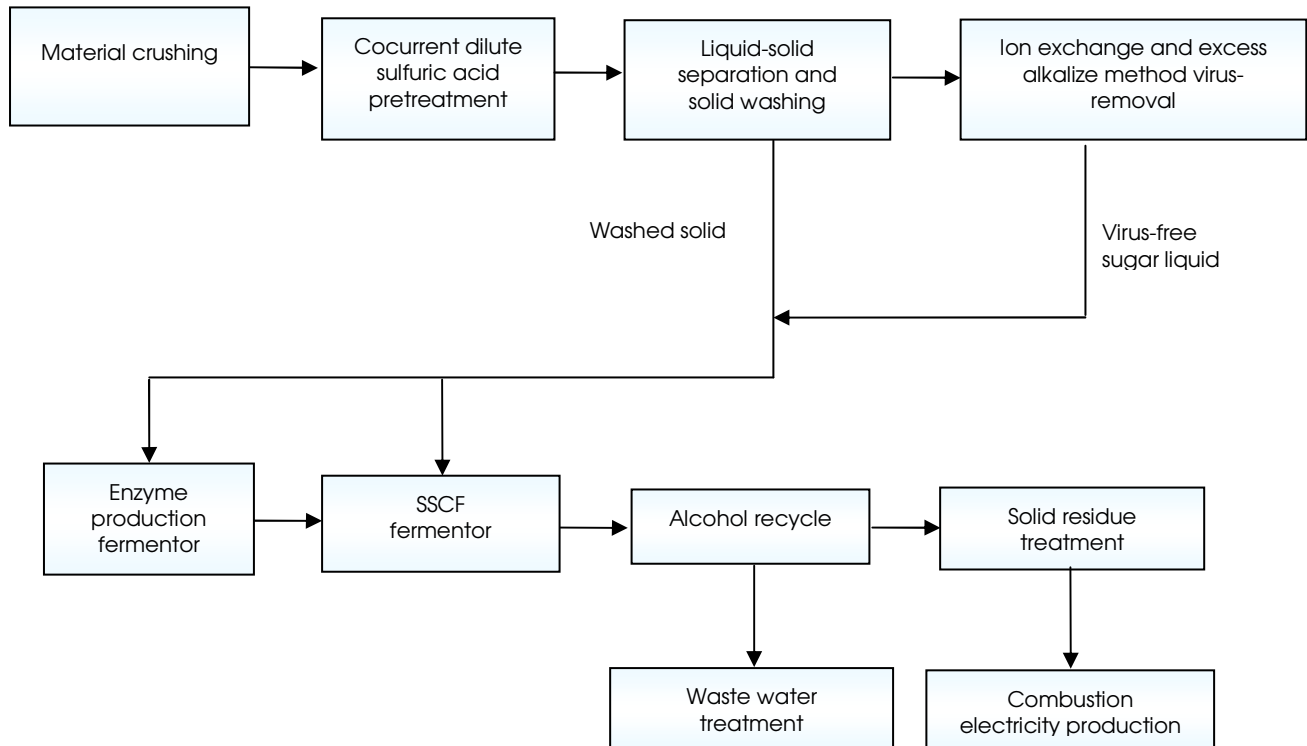 Material crushing
Cocurrent dilute
sulfuric acid
pretreatment
Liquid-solid
separation and
solid washing
Ion exchange and excess
alkalize method virus-
removal
Washed solid
Virus-free
sugar liquid
Enzyme
production
fermentor
SSCF
fermentor
Alcohol recycle
Solid residue
treatment
Waste water
treatment
Combustion
electricity production